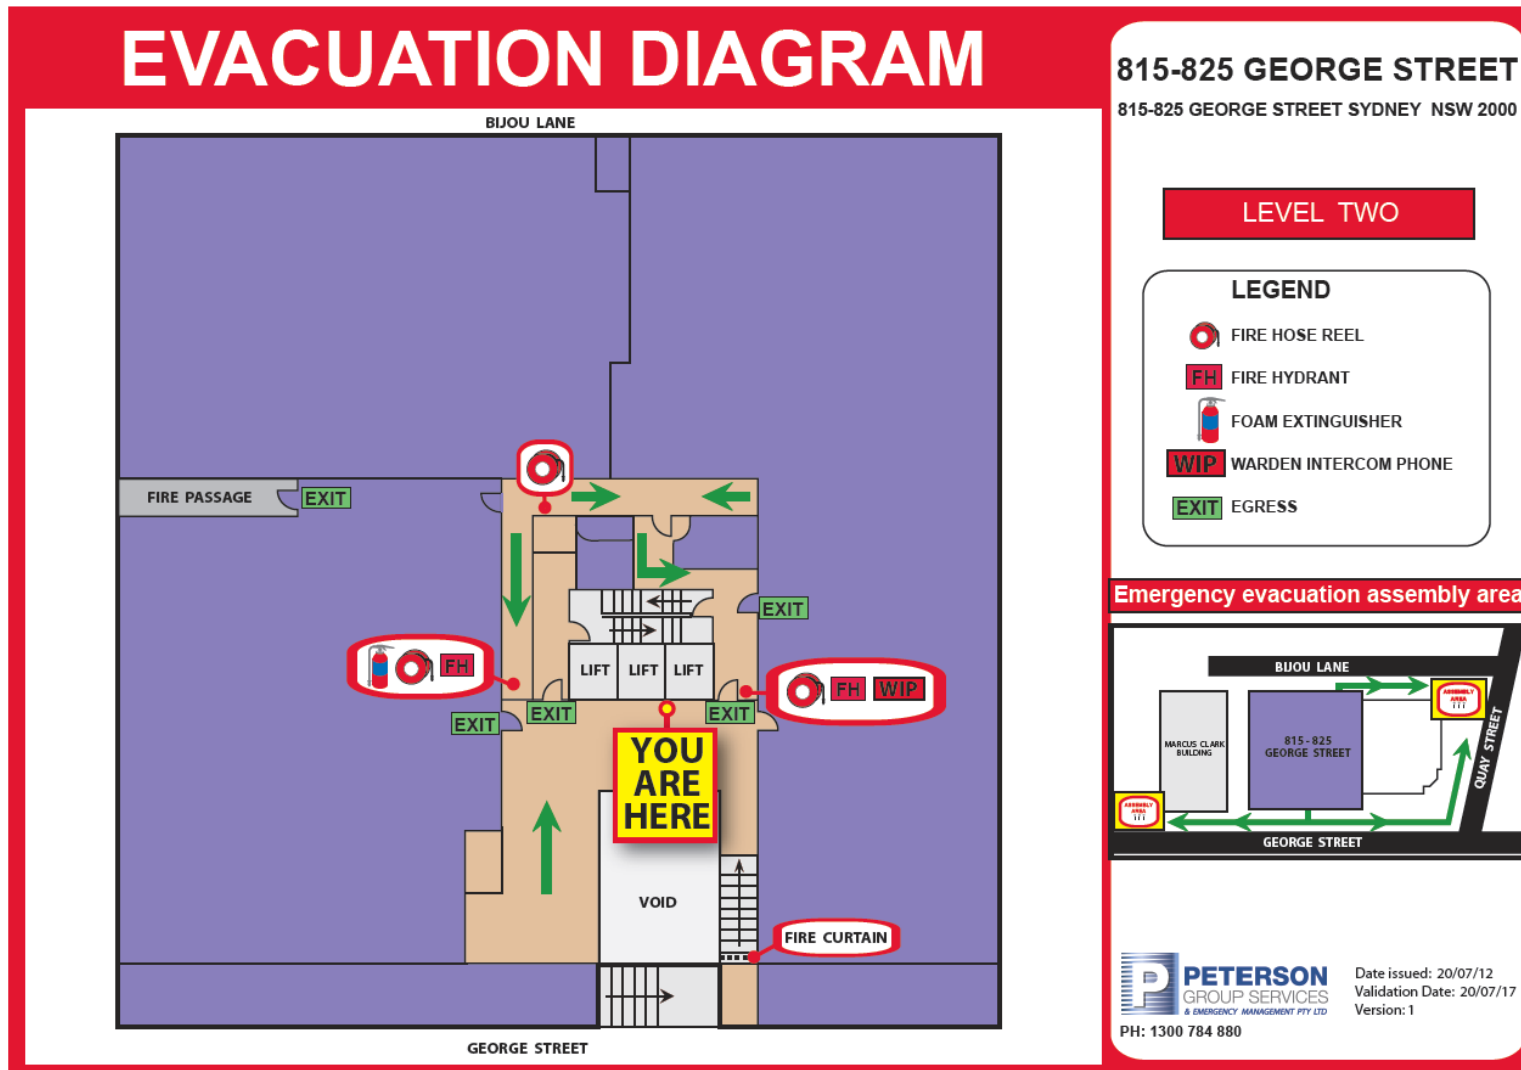 EVACUATION DIAGRAM
BIJOU LANE
FIRE PASSAGE
EXIT
EXIT
FH
LIFT
LIFT
LIFT
FH
WIP
EXIT
EXIT
EXIT
YOU
ARE
HERE
VOID
FIRE CURTAIN
GEORGE STREET
815-825 GEORGE STREET
815-825 GEORGE STREET SYDNEY NSW 2000
LEVEL TWO
LEGEND
FIRE HOSE REEL
FH FIRE HYDRANT
FOAM EXTINGUISHER
WIP WARDEN INTERCOM PHONE
EXIT EGRESS
Emergency evacuation assembly area
BIJOU LANE
ASSEMBLY
AREA
MARCUS CLARK
BUILDING
815-825
GEORGE STREET
QUAY STREET
ASSEMBLY
AREA
GEORGE STREET
P PETERSON
GROUP SERVICES
& EMERGENCY MANAGEMENT PTY LTD
PH: 1300 784 880
Date issued: 20/07/12
Validation Date: 20/07/17
Version: 1